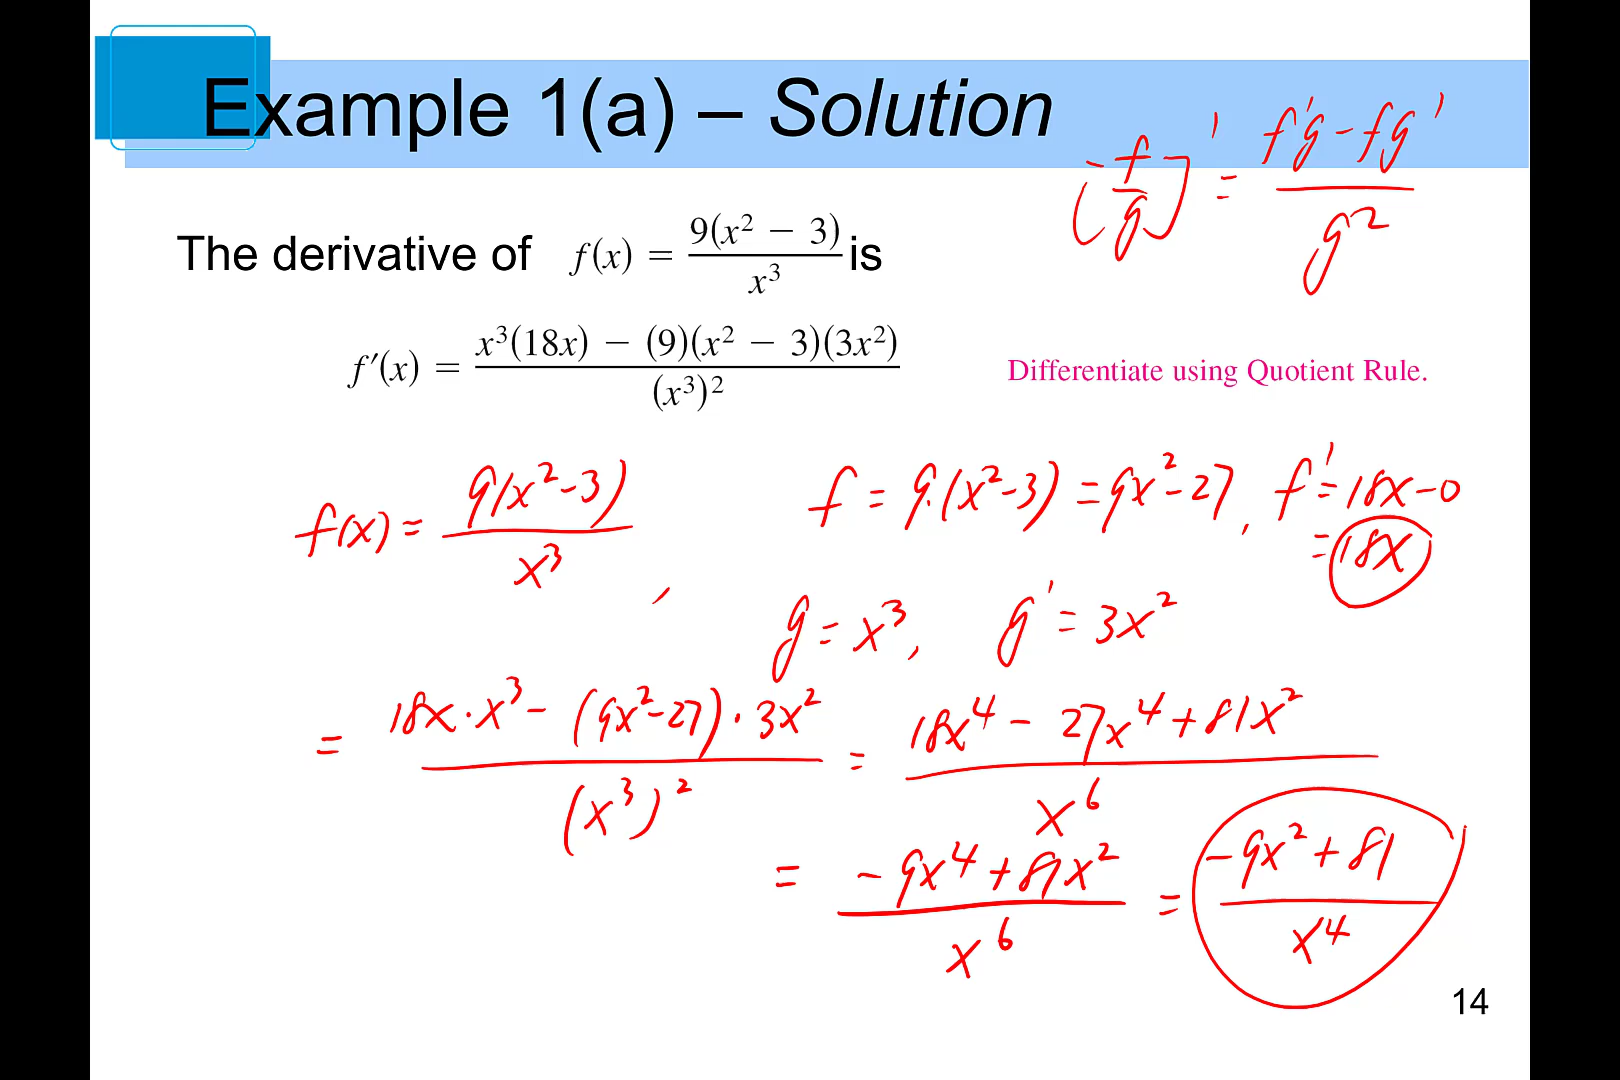 Example 1(a) – Solution
(f/g)' = (f'g - fg')/g²
The derivative of f(x) = 9(x² − 3)/x³ is
f′(x) = (x³(18x) − (9)(x² − 3)(3x²))/(x³)²
Differentiate using Quotient Rule.
f(x) = 9(x²-3)/x³ ,
f = 9·(x²-3) = 9x²-27, f' = 18x-0
= 18x
g = x³, g' = 3x²
= (18x·x³ - (9x²-27)·3x²)/(x³)² = (18x⁴ - 27x⁴ + 81x²)/x⁶
= (-9x⁴ + 81x²)/x⁶ = (-9x² + 81)/x⁴
14